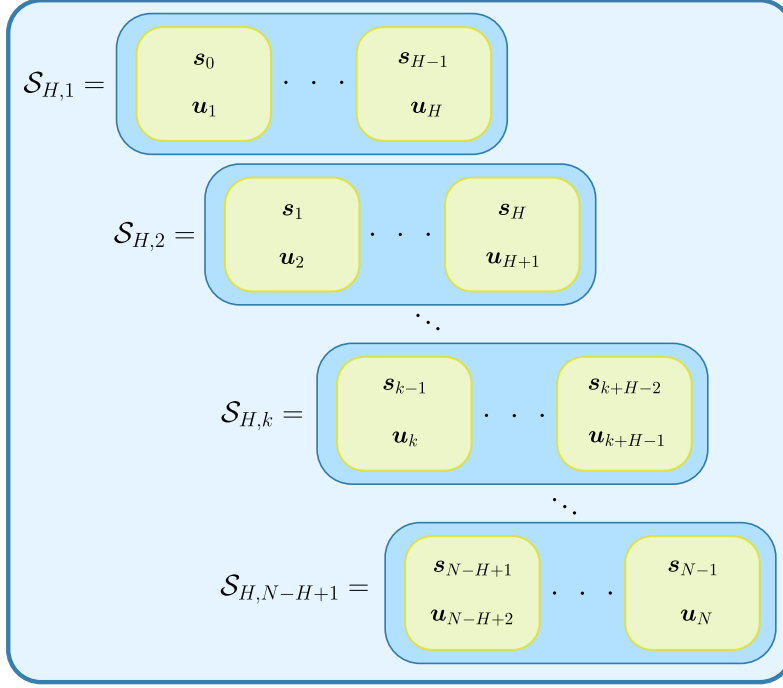 𝒮_{H,1} =
s_0 · · · s_{H−1}
u_1 u_H
𝒮_{H,2} =
s_1 · · · s_H
u_2 u_{H+1}
⋱
𝒮_{H,k} =
s_{k−1} · · · s_{k+H−2}
u_k u_{k+H−1}
⋱
𝒮_{H,N−H+1} =
s_{N−H+1} · · · s_{N−1}
u_{N−H+2} u_N